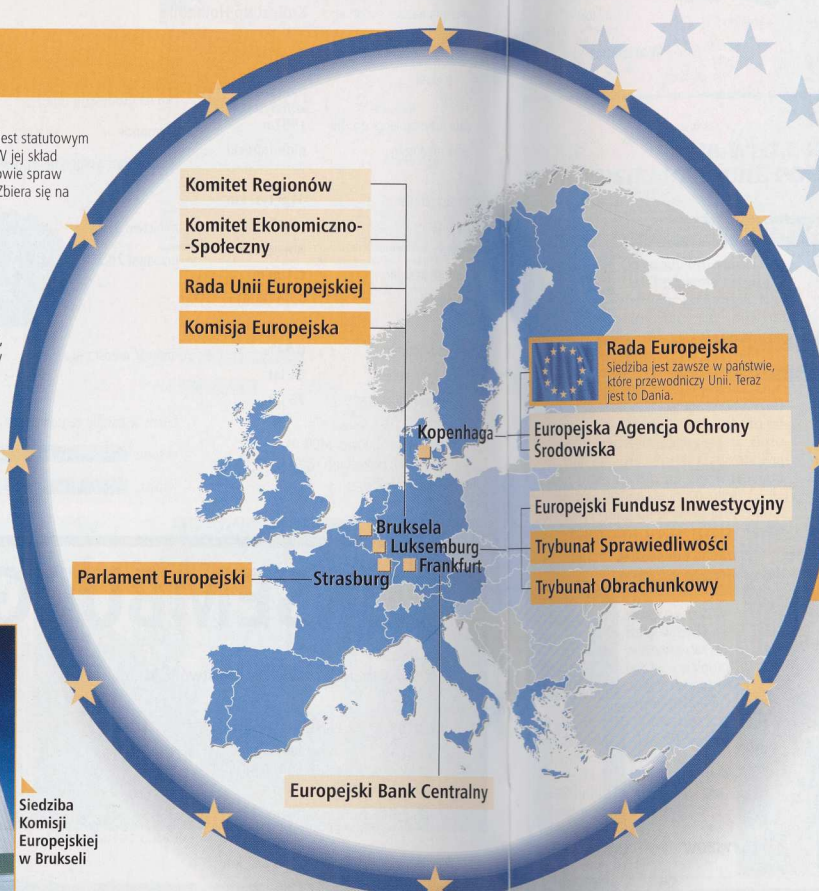 est statutowym
W jej skład
owie spraw
Zbiera się na
Komitet Regionów
Komitet Ekonomiczno-
-Społeczny
Rada Unii Europejskiej
Komisja Europejska
Rada Europejska
Siedziba jest zawsze w państwie,
które przewodniczy Unii. Teraz
jest to Dania.
Kopenhaga
Europejska Agencja Ochrony
Środowiska
Europejski Fundusz Inwestycyjny
Bruksela
Luksemburg
Trybunał Sprawiedliwości
Frankfurt
Parlament Europejski
Strasburg
Trybunał Obrachunkowy
Europejski Bank Centralny
Siedziba
Komisji
Europejskiej
w Brukseli